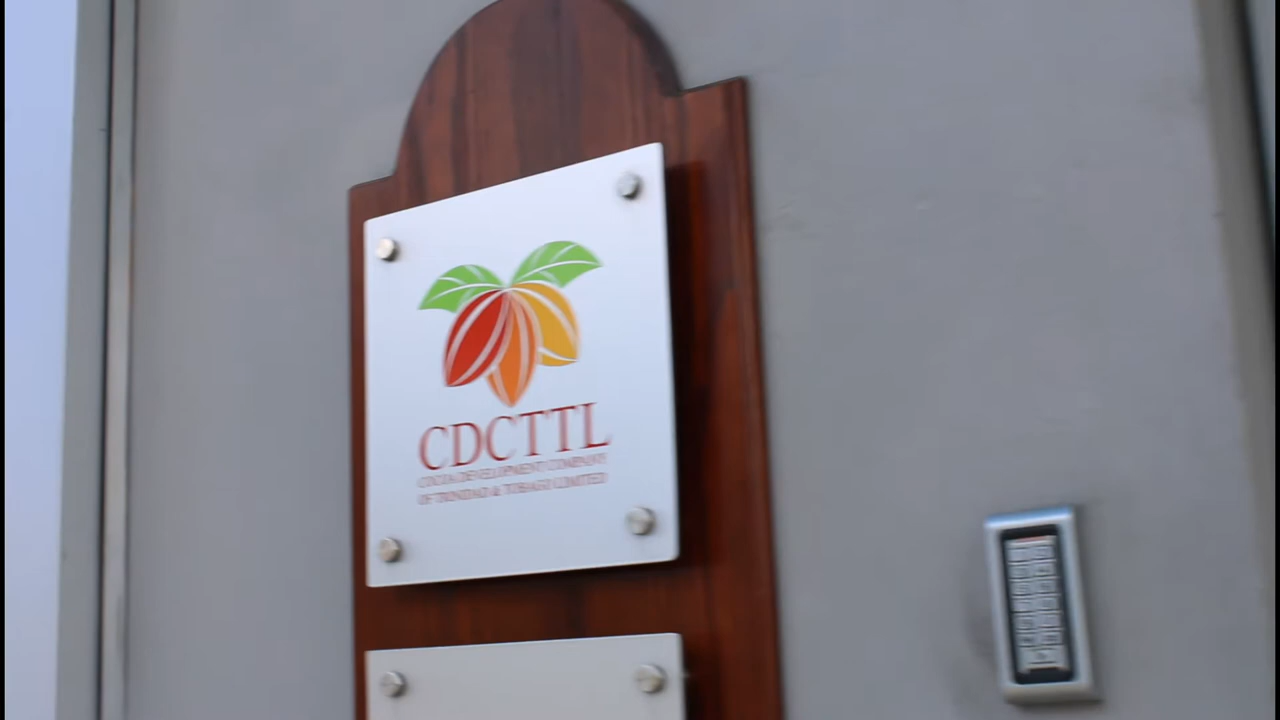 CDCTTL
COCOA DEVELOPMENT COMPANY
OF TRINIDAD & TOBAGO LIMITED